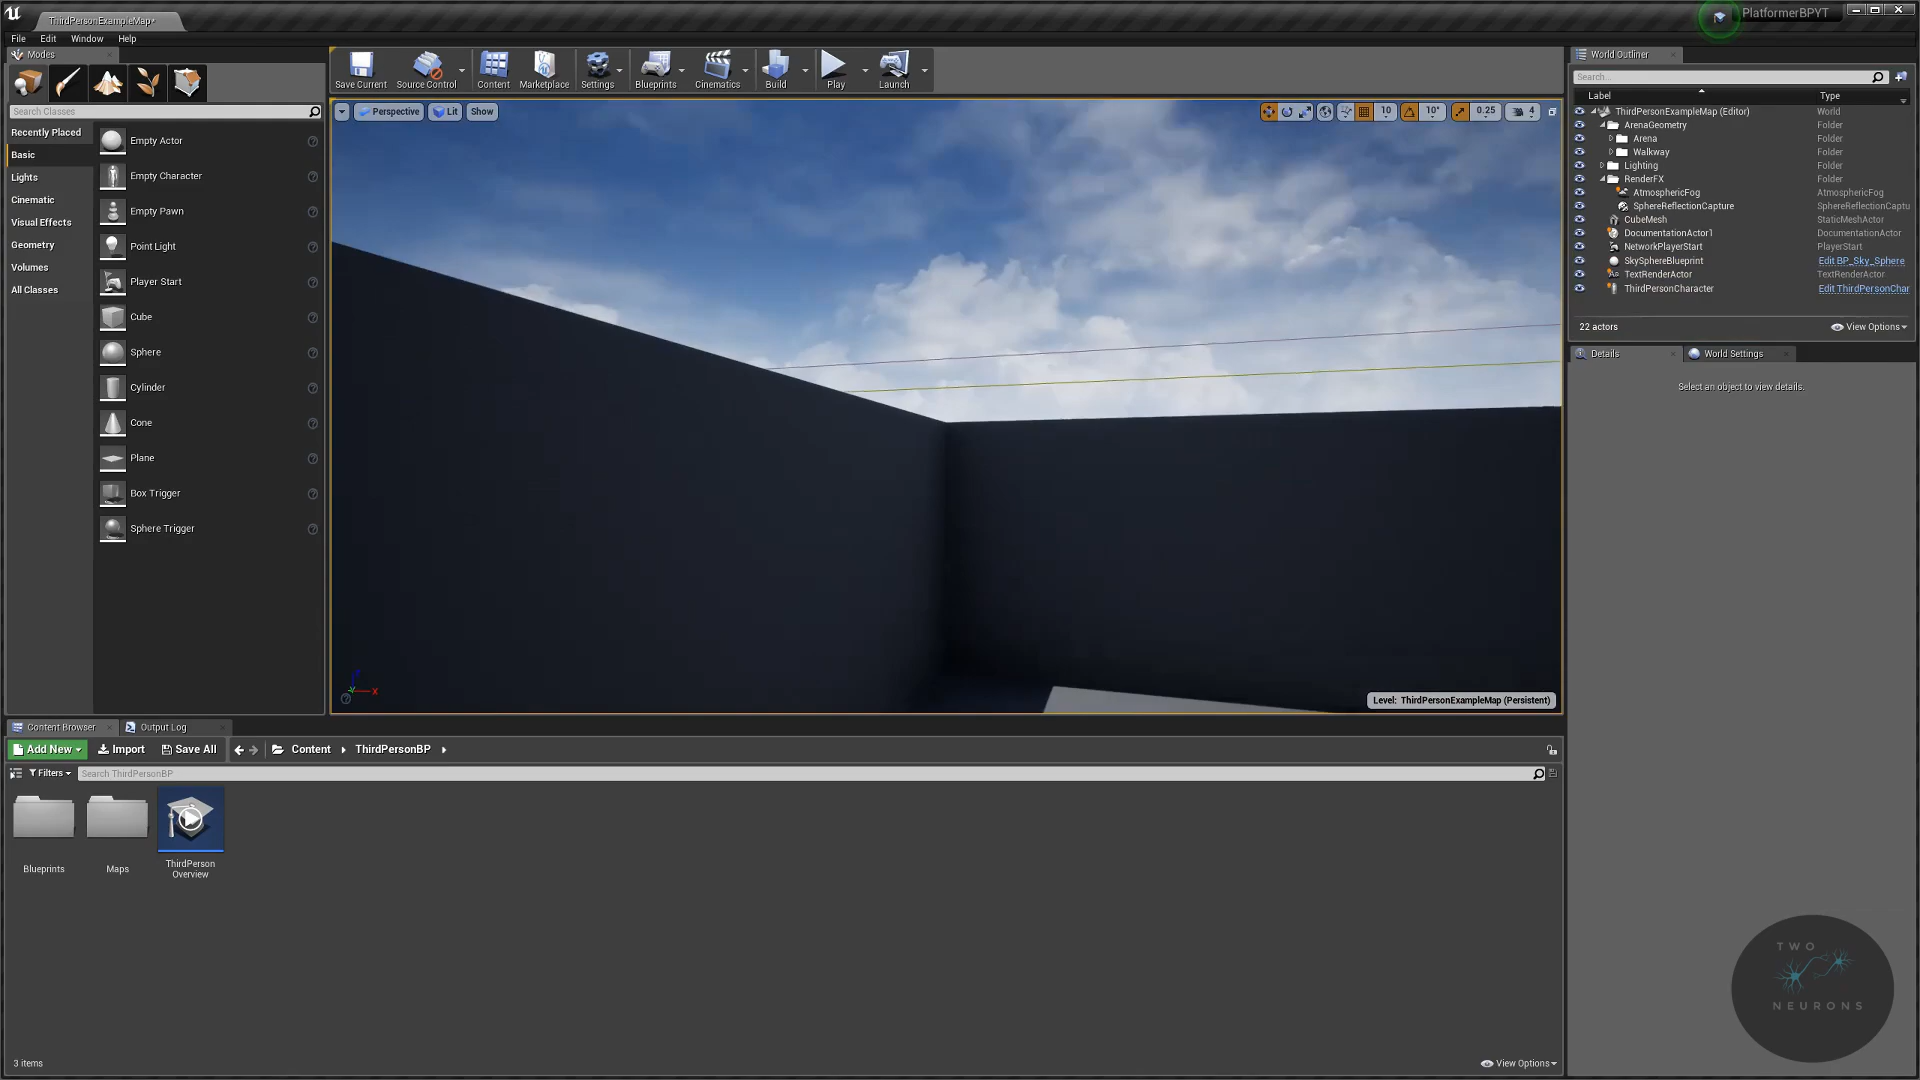 ThirdPersonExampleMap*
PlatformerBPYT
File Edit Window Help
Modes
Search Classes
Recently Placed
Basic
Lights
Cinematic
Visual Effects
Geometry
Volumes
All Classes
Empty Actor
Empty Character
Empty Pawn
Point Light
Player Start
Cube
Sphere
Cylinder
Cone
Plane
Box Trigger
Sphere Trigger
Save Current Source Control Content Marketplace Settings Blueprints Cinematics Build Play Launch
Perspective Lit Show
10 10° 0.25 4
X
Level: ThirdPersonExampleMap (Persistent)
World Outliner
Search...
Label Type
ThirdPersonExampleMap (Editor) World
ArenaGeometry Folder
Arena Folder
Walkway Folder
Lighting Folder
RenderFX Folder
AtmosphericFog AtmosphericFog
SphereReflectionCapture SphereReflectionCaptu
CubeMesh StaticMeshActor
DocumentationActor1 DocumentationActor
NetworkPlayerStart PlayerStart
SkySphereBlueprint Edit BP_Sky_Sphere
TextRenderActor TextRenderActor
ThirdPersonCharacter Edit ThirdPersonChar
22 actors View Options
Details World Settings
Select an object to view details.
Content Browser Output Log
Add New Import Save All Content ThirdPersonBP
Filters Search ThirdPersonBP
Blueprints
Maps
ThirdPerson
Overview
3 items View Options
TWO
NEURONS